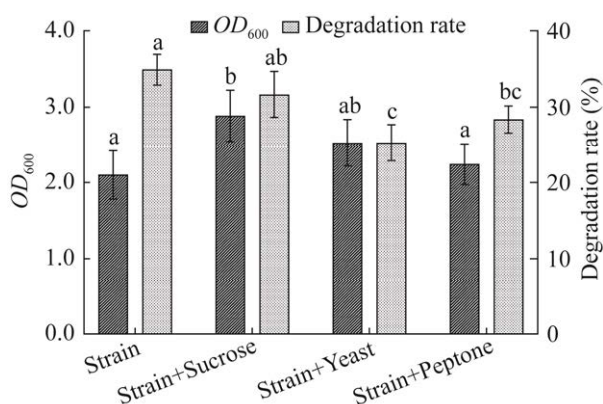 OD600 Degradation rate
4.0
3.0
2.0
1.0
0.0
OD600
40
30
20
10
0
Degradation rate (%)
a
a
b
ab
ab
c
a
bc
Strain
Strain+Sucrose
Strain+Yeast
Strain+Peptone